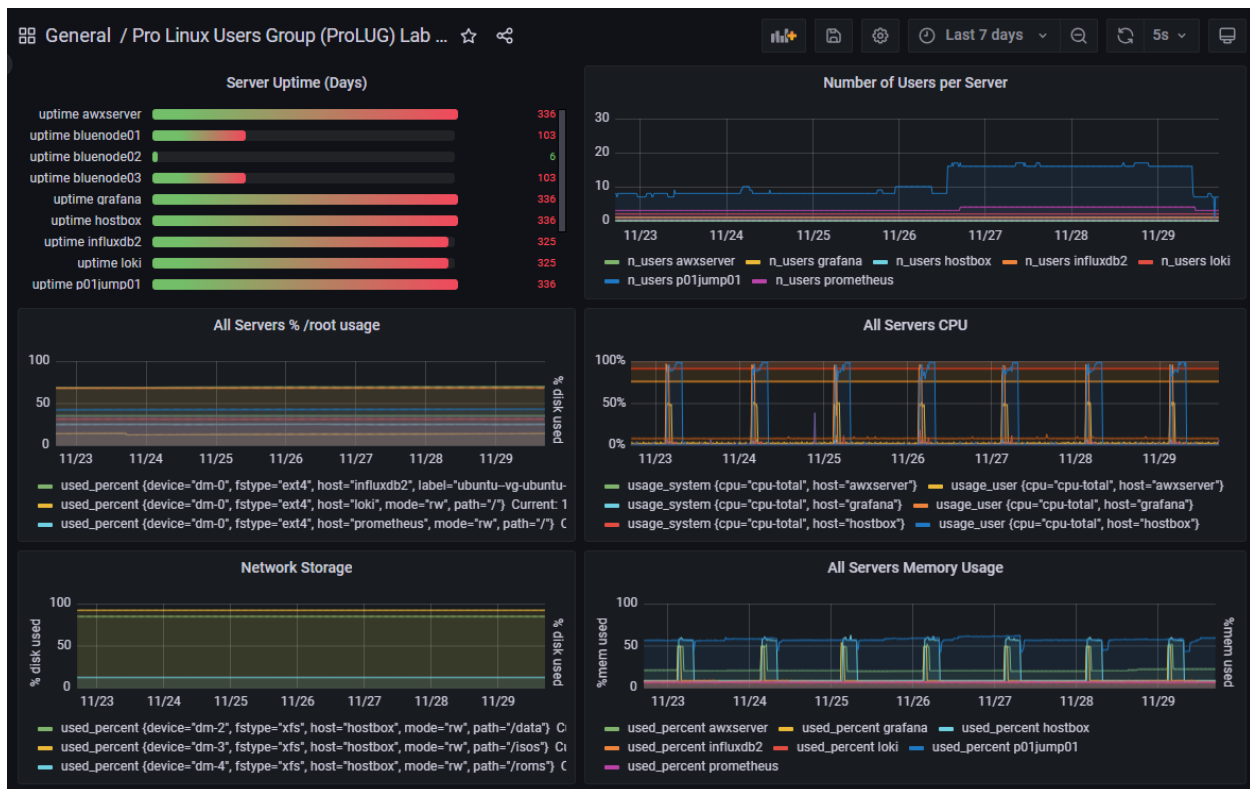 General / Pro Linux Users Group (ProLUG) Lab ...
Last 7 days
5s
Server Uptime (Days)
uptime awxserver 336
uptime bluenode01 103
uptime bluenode02 6
uptime bluenode03 103
uptime grafana 336
uptime hostbox 336
uptime influxdb2 325
uptime loki 325
uptime p01jump01 336
Number of Users per Server
30
20
10
0
11/23 11/24 11/25 11/26 11/27 11/28 11/29
n_users awxserver n_users grafana n_users hostbox n_users influxdb2 n_users loki
n_users p01jump01 n_users prometheus
All Servers % /root usage
100
50
0
% disk used
11/23 11/24 11/25 11/26 11/27 11/28 11/29
used_percent {device="dm-0", fstype="ext4", host="influxdb2", label="ubuntu--vg-ubuntu-
used_percent {device="dm-0", fstype="ext4", host="loki", mode="rw", path="/"} Current: 1
used_percent {device="dm-0", fstype="ext4", host="prometheus", mode="rw", path="/"} C
All Servers CPU
100%
50%
0%
11/23 11/24 11/25 11/26 11/27 11/28 11/29
usage_system {cpu="cpu-total", host="awxserver"} usage_user {cpu="cpu-total", host="awxserver"}
usage_system {cpu="cpu-total", host="grafana"} usage_user {cpu="cpu-total", host="grafana"}
usage_system {cpu="cpu-total", host="hostbox"} usage_user {cpu="cpu-total", host="hostbox"}
Network Storage
% disk used
100
50
0
% disk used
11/23 11/24 11/25 11/26 11/27 11/28 11/29
used_percent {device="dm-2", fstype="xfs", host="hostbox", mode="rw", path="/data"} Cu
used_percent {device="dm-3", fstype="xfs", host="hostbox", mode="rw", path="/isos"} Cu
used_percent {device="dm-4", fstype="xfs", host="hostbox", mode="rw", path="/roms"} C
All Servers Memory Usage
%mem used
100
50
0
%mem used
11/23 11/24 11/25 11/26 11/27 11/28 11/29
used_percent awxserver used_percent grafana used_percent hostbox
used_percent influxdb2 used_percent loki used_percent p01jump01
used_percent prometheus